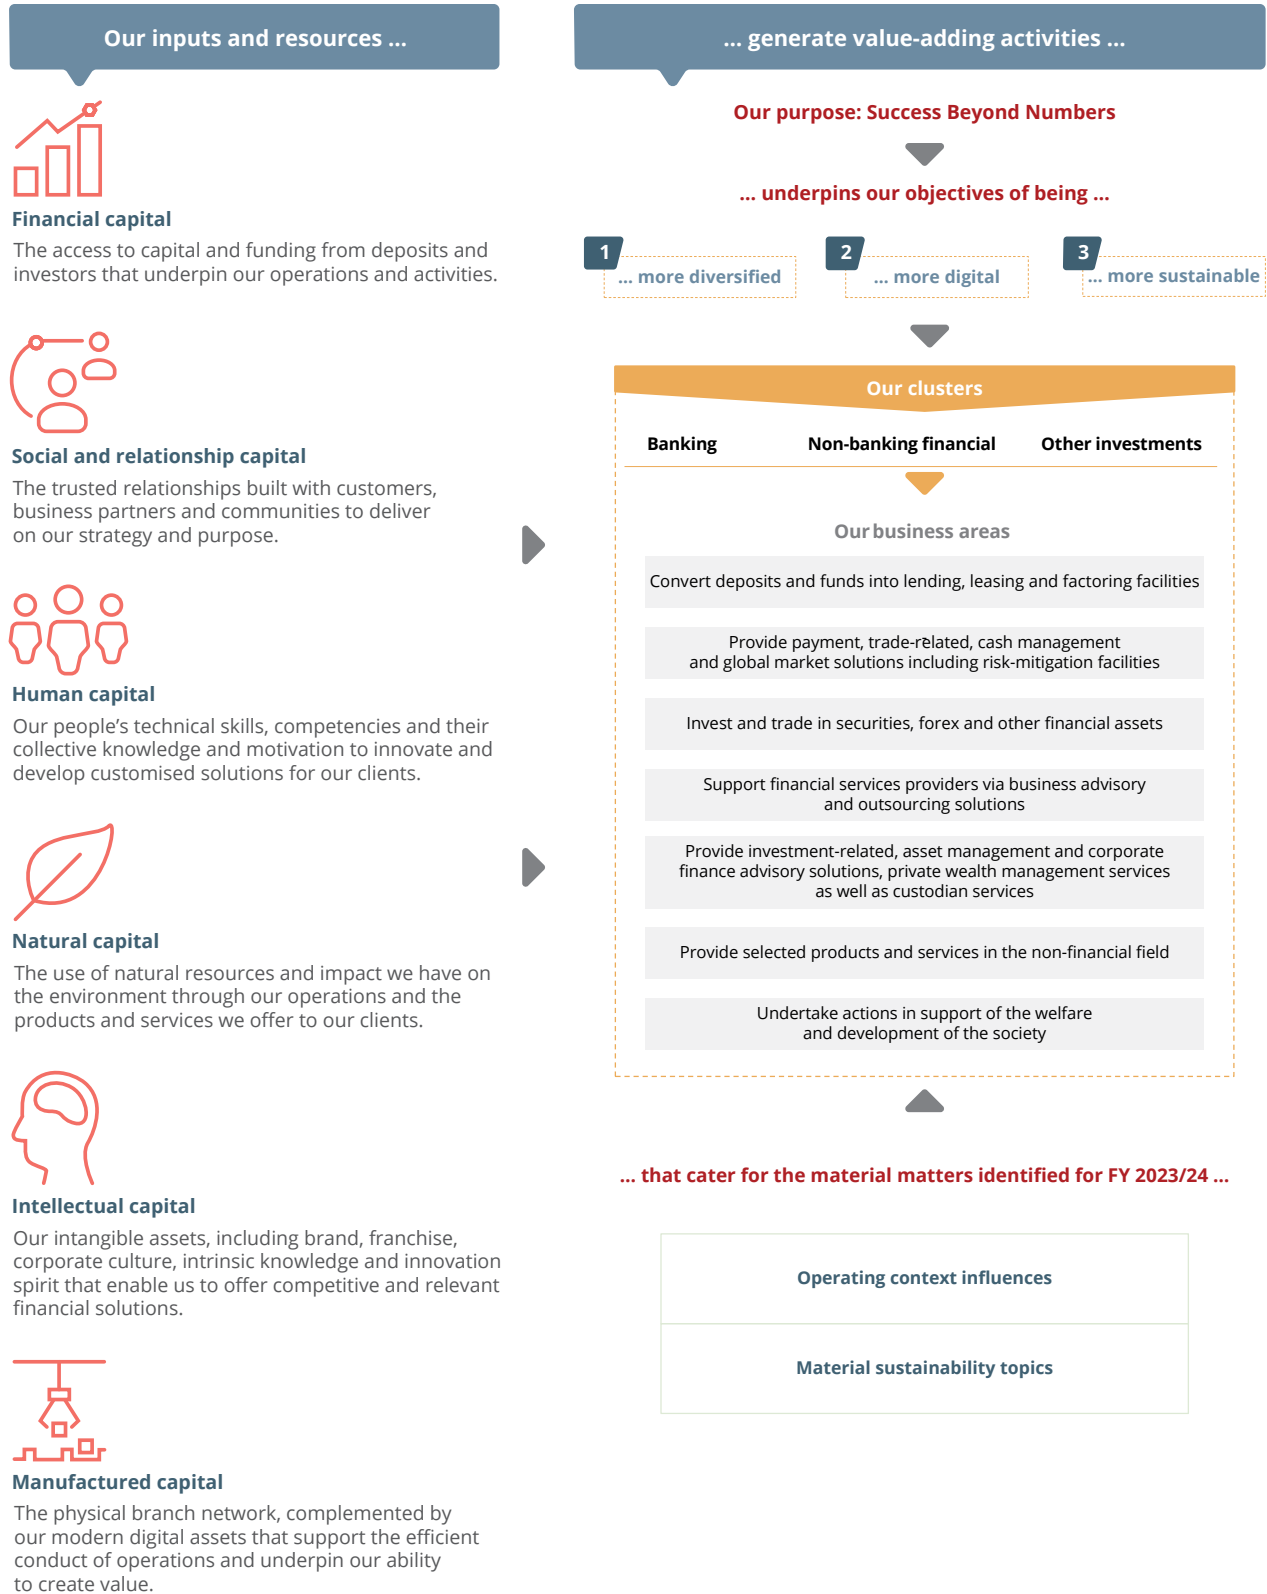 Our inputs and resources ...
Financial capital
The access to capital and funding from deposits and
investors that underpin our operations and activities.
Social and relationship capital
The trusted relationships built with customers,
business partners and communities to deliver
on our strategy and purpose.
Human capital
Our people’s technical skills, competencies and their
collective knowledge and motivation to innovate and
develop customised solutions for our clients.
Natural capital
The use of natural resources and impact we have on
the environment through our operations and the
products and services we offer to our clients.
Intellectual capital
Our intangible assets, including brand, franchise,
corporate culture, intrinsic knowledge and innovation
spirit that enable us to offer competitive and relevant
financial solutions.
Manufactured capital
The physical branch network, complemented by
our modern digital assets that support the efficient
conduct of operations and underpin our ability
to create value.
... generate value-adding activities ...
Our purpose: Success Beyond Numbers
... underpins our objectives of being ...
1
... more diversified
2
... more digital
3
... more sustainable
Our clusters
Banking Non-banking financial Other investments
Our business areas
Convert deposits and funds into lending, leasing and factoring facilities
Provide payment, trade-related, cash management
and global market solutions including risk-mitigation facilities
Invest and trade in securities, forex and other financial assets
Support financial services providers via business advisory
and outsourcing solutions
Provide investment-related, asset management and corporate
finance advisory solutions, private wealth management services
as well as custodian services
Provide selected products and services in the non-financial field
Undertake actions in support of the welfare
and development of the society
... that cater for the material matters identified for FY 2023/24 ...
Operating context influences
Material sustainability topics